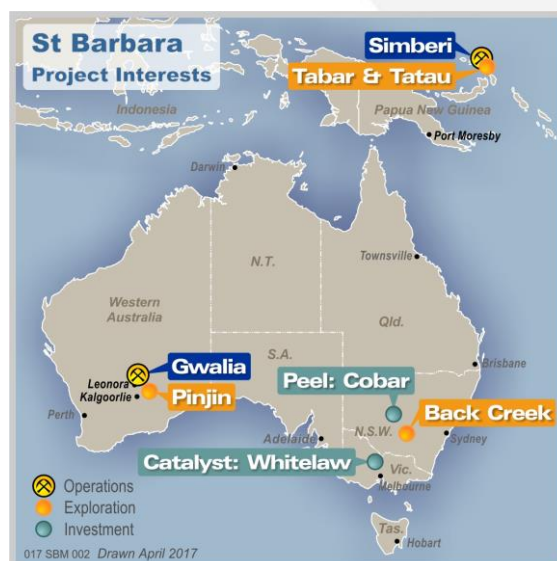 St Barbara
Project Interests
Simberi
Tabar & Tatau
Indonesia
Papua New Guinea
Port Moresby
Darwin
N.T.
Townsville
Western
Australia
Qld.
S.A.
Gwalia
Leonora
Kalgoorlie
Pinjin
Perth
Brisbane
Peel: Cobar
Back Creek
N.S.W.
Sydney
Adelaide
Catalyst: Whitelaw
Vic.
Melbourne
Operations
Exploration
Investment
Tas.
Hobart
017 SBM 002 Drawn April 2017